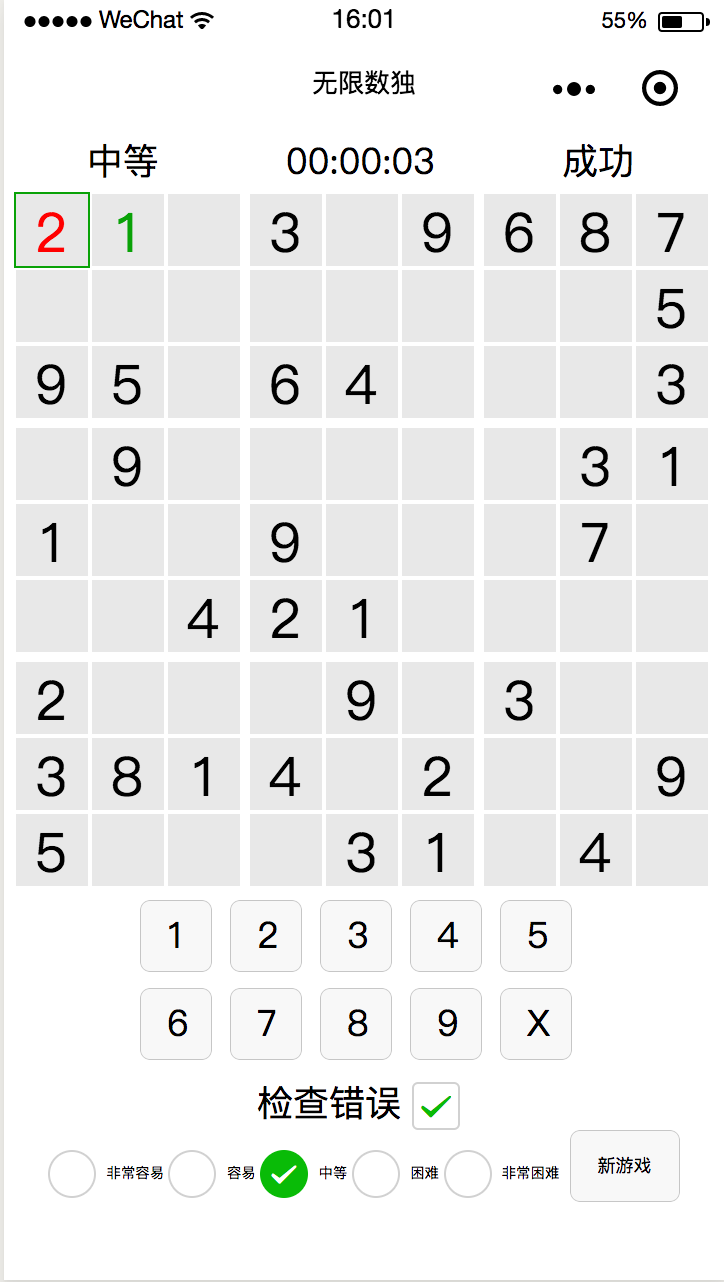 WeChat 16:01 55%
无限数独
中等 00:00:03 成功
2 1 3 9 6 8 7
5
9 5 6 4 3
9 3 1
1 9 7
4 2 1
2 9 3
3 8 1 4 2 9
5 3 1 4
1 2 3 4 5
6 7 8 9 X
检查错误
非常容易 容易 中等 困难 非常困难 新游戏